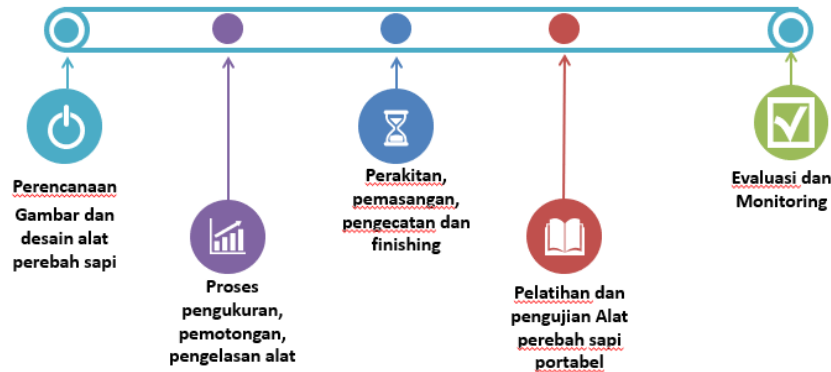 Perencanaan
Gambar dan
desain alat
perebah sapi
Proses
pengukuran,
pemotongan,
pengelasan alat
Perakitan,
pemasangan,
pengecatan dan
finishing
Pelatihan dan
pengujian Alat
perebah sapi
portabel
Evaluasi dan
Monitoring